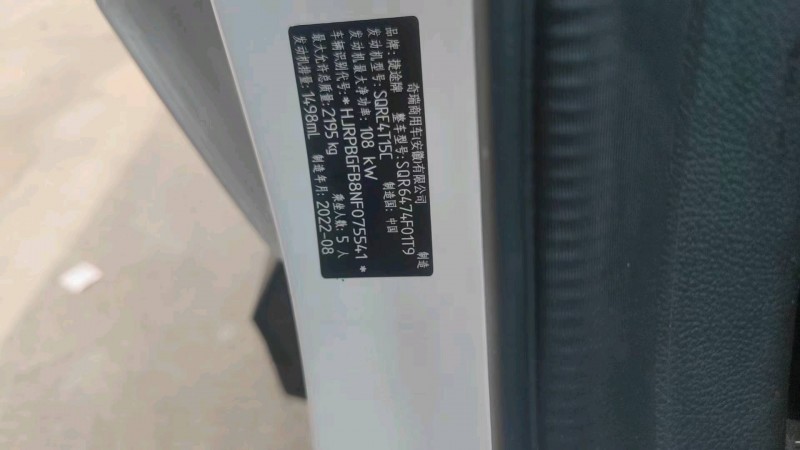 奇瑞商用车(安徽)有限公司 制造
品牌:捷途牌 整车型号:SQR6474F01T9
发动机型号:SQRE4T15C 制造国:中国
发动机最大净功率:108 kW
车辆识别代号:*HJRPBGFB8NF075541*
最大允许总质量:2195 kg 乘坐人数:5人
发动机排量:1498mL 制造年月:2022-08